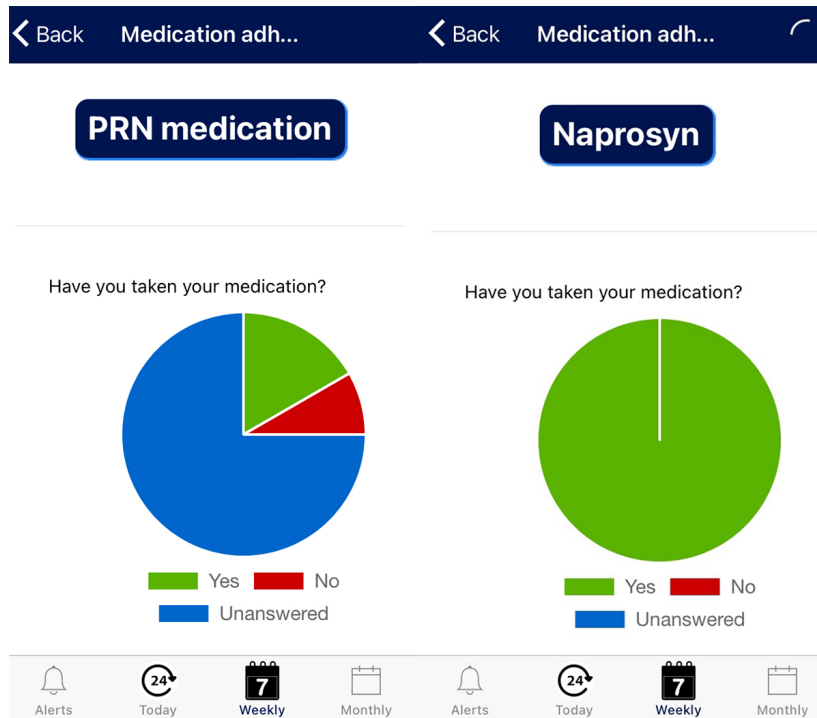 Back Medication adh...
PRN medication
Have you taken your medication?
Yes No
Unanswered
24 7
Alerts Today Weekly Monthly
Back Medication adh...
Naprosyn
Have you taken your medication?
Yes No
Unanswered
24 7
Alerts Today Weekly Monthly